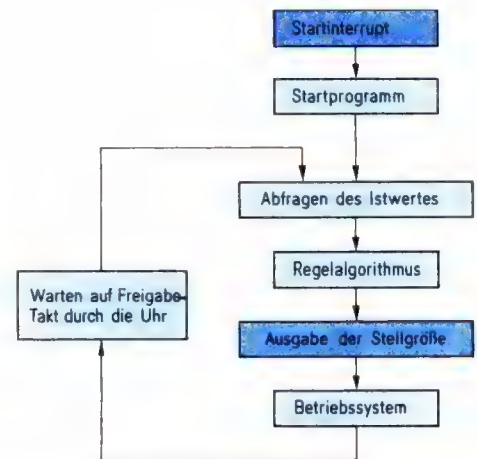 Startinterrupt
Startprogramm
Abfragen des Istwertes
Regelalgorithmus
Warten auf Freigabe-
Takt durch die Uhr
Ausgabe der Stellgröße
Betriebssystem